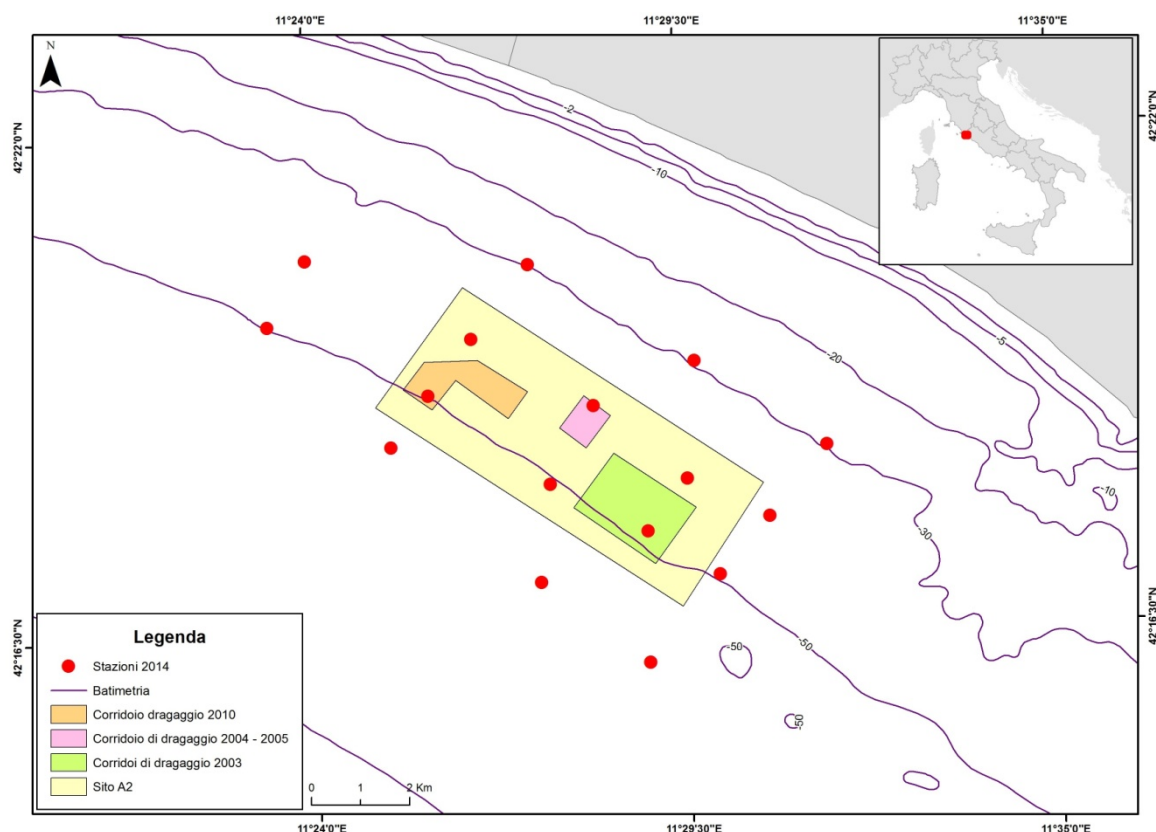 11°24'0"E
11°29'30"E
11°35'0"E
N
42°22'0"N
42°22'0"N
-2
-10
-5
-20
-10
-30
-50
-50
-50
42°16'30"N
42°16'30"N
Legenda
Stazioni 2014
Batimetria
Corridoio dragaggio 2010
Corridoio di dragaggio 2004 - 2005
Corridoi di dragaggio 2003
Sito A2
0 1 2 Km
11°24'0"E
11°29'30"E
11°35'0"E